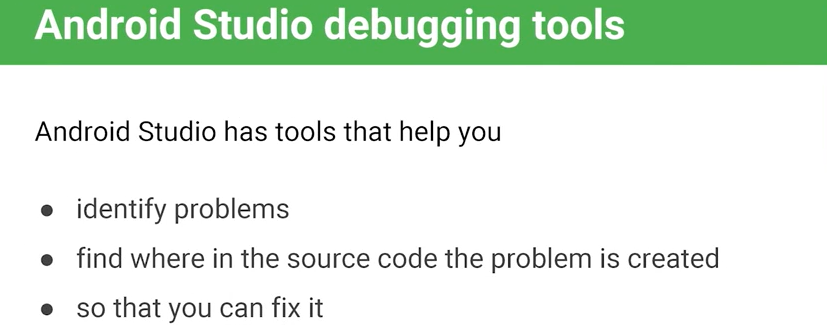 Android Studio debugging tools
Android Studio has tools that help you
● identify problems
● find where in the source code the problem is created
● so that you can fix it